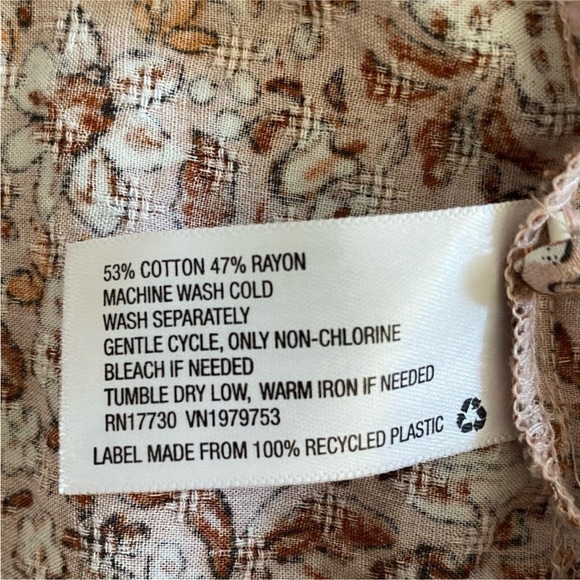 53% COTTON 47% RAYON
MACHINE WASH COLD
WASH SEPARATELY
GENTLE CYCLE, ONLY NON-CHLORINE
BLEACH IF NEEDED
TUMBLE DRY LOW, WARM IRON IF NEEDED
RN17730 VN1979753
LABEL MADE FROM 100% RECYCLED PLASTIC